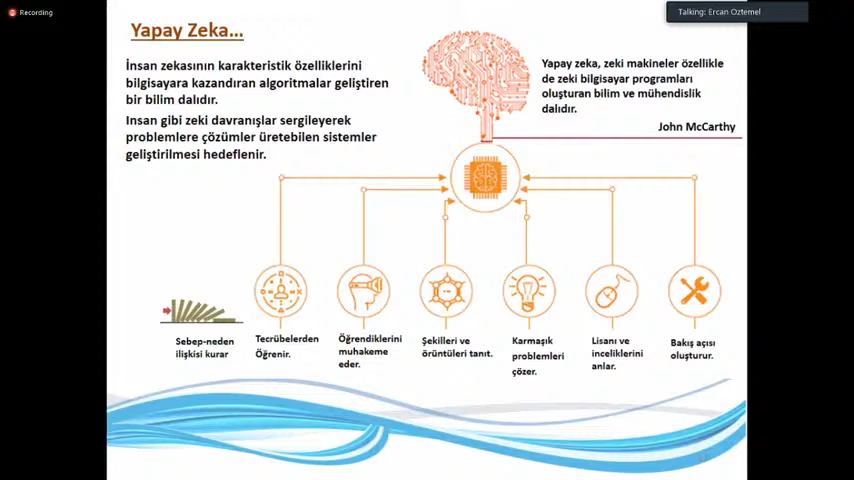 Recording
Talking: Ercan Oztemel
Yapay Zeka...
İnsan zekasının karakteristik özelliklerini
bilgisayara kazandıran algoritmalar geliştiren
bir bilim dalıdır.
Insan gibi zeki davranışlar sergileyerek
problemlere çözümler üretebilen sistemler
geliştirilmesi hedeflenir.
Yapay zeka, zeki makineler özellikle
de zeki bilgisayar programları
oluşturan bilim ve mühendislik
dalıdır.
John McCarthy
Sebep-neden
ilişkisi kurar
Tecrübelerden
Öğrenir.
Öğrendiklerini
muhakeme
eder.
Şekilleri ve
örüntüleri tanıt.
Karmaşık
problemleri
çözer.
Lisanı ve
inceliklerini
anlar.
Bakış açısı
oluşturur.